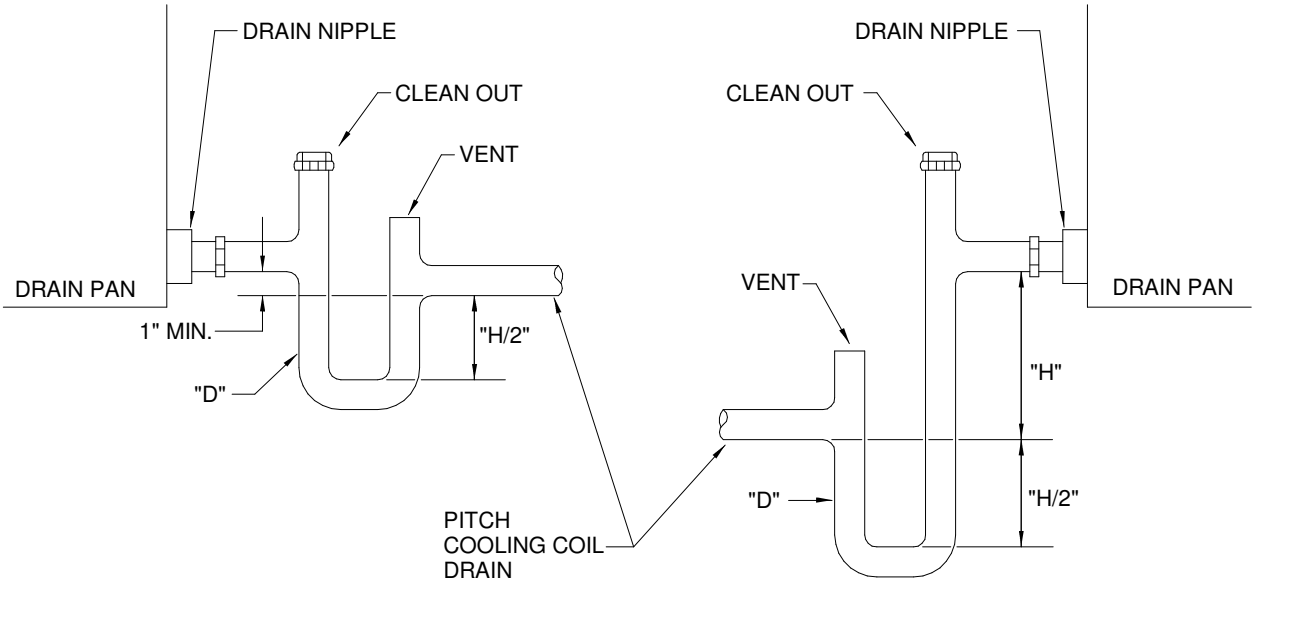 DRAIN NIPPLE
CLEAN OUT
VENT
DRAIN PAN
1" MIN.
"H/2"
"D"
DRAIN NIPPLE
CLEAN OUT
VENT
DRAIN PAN
"H"
"D"
"H/2"
PITCH
COOLING COIL
DRAIN